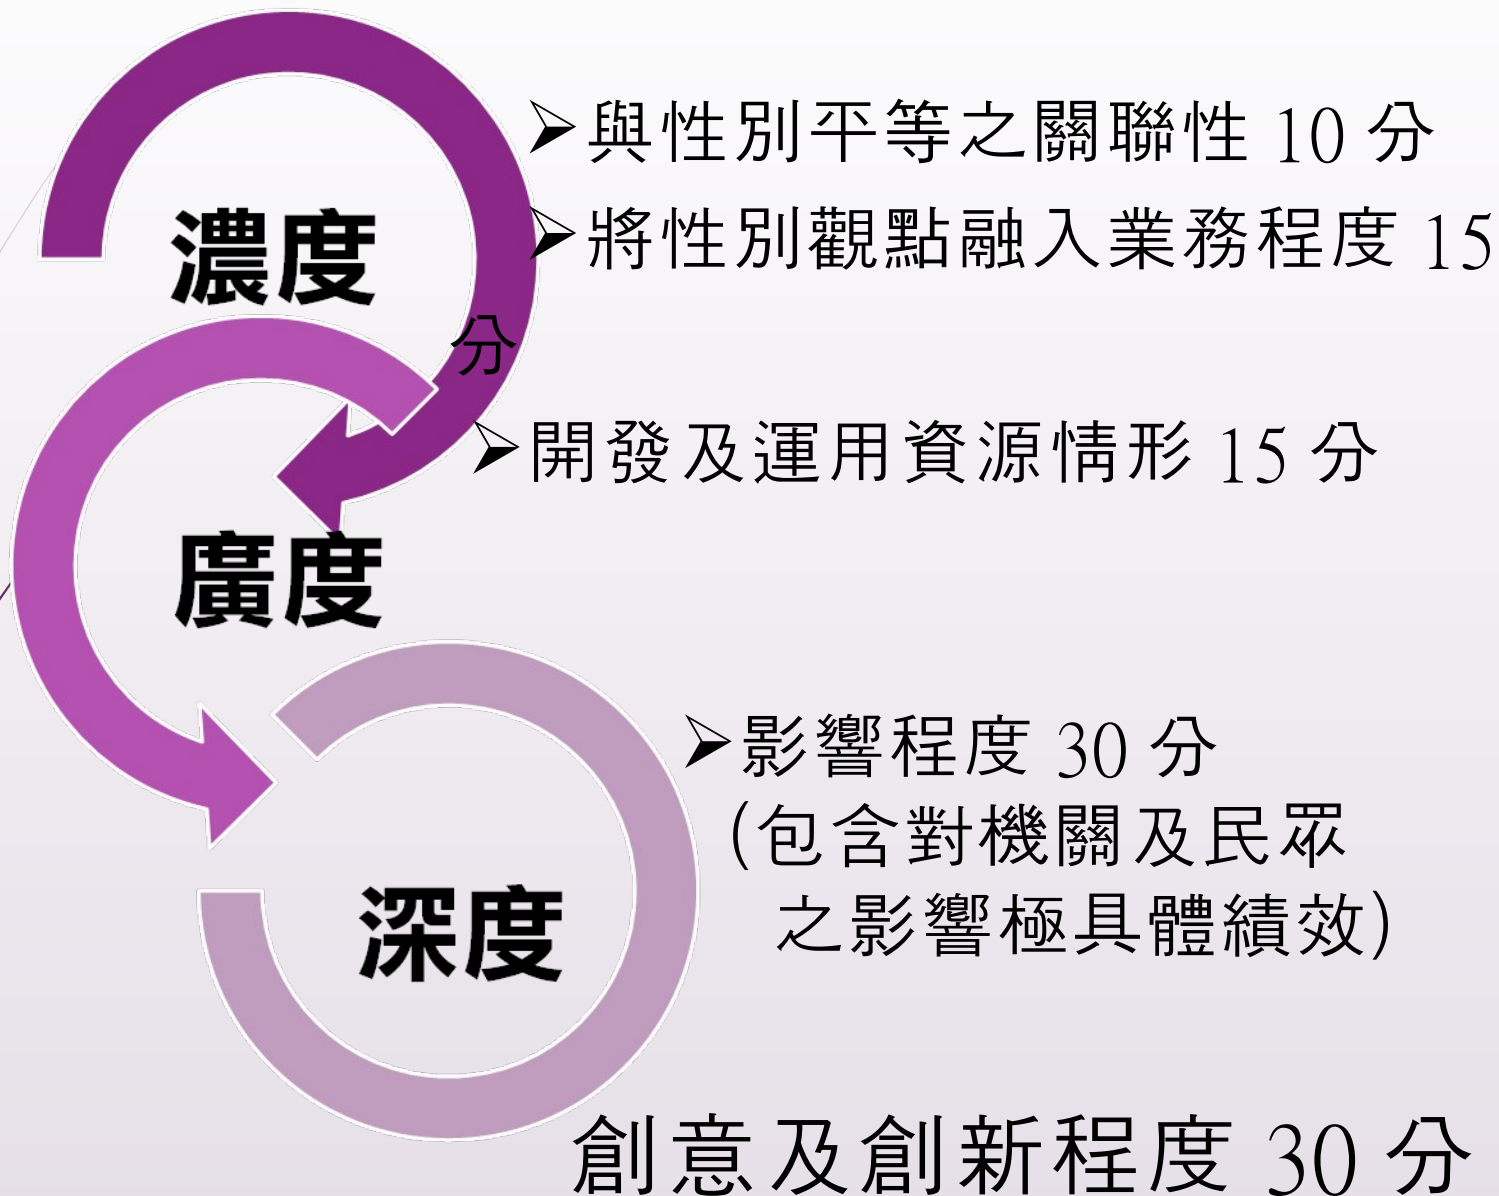 濃度
➢與性別平等之關聯性 10 分
➢將性別觀點融入業務程度 15
分
廣度
➢開發及運用資源情形 15 分
深度
➢影響程度 30 分
(包含對機關及民眾
之影響極具體績效)
創意及創新程度 30 分